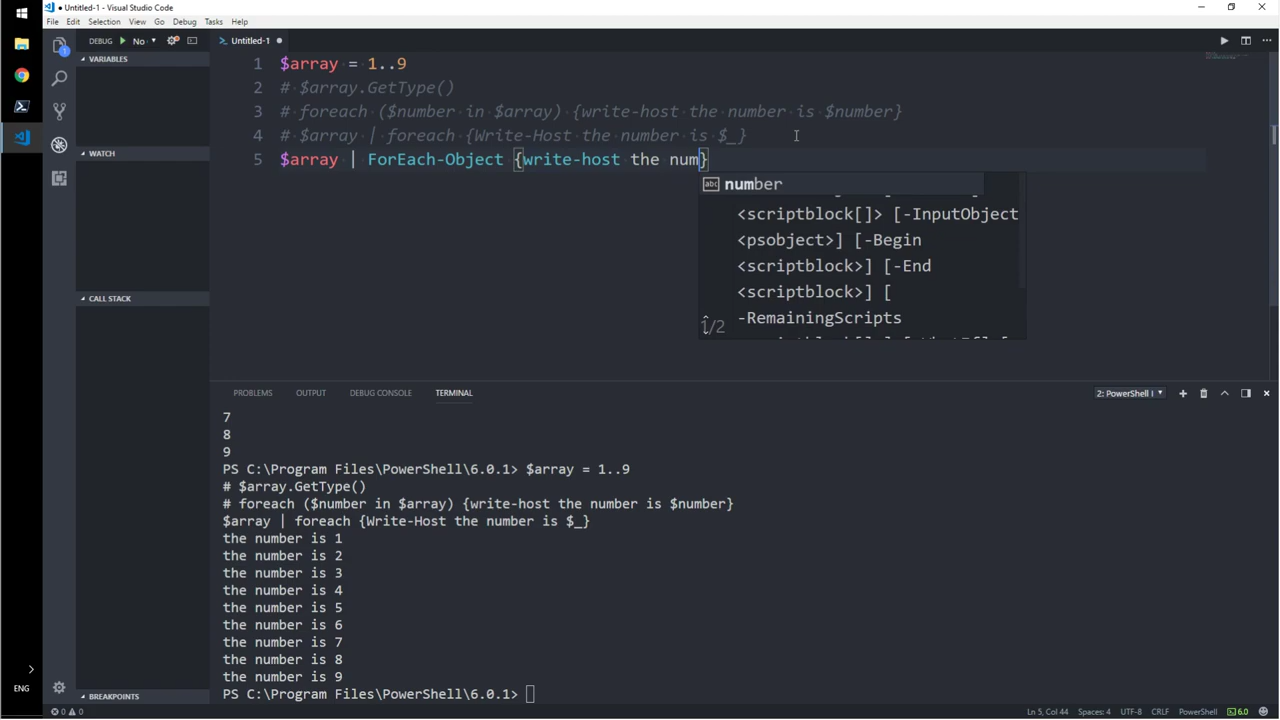 ● Untitled-1 - Visual Studio Code
File Edit Selection View Go Debug Tasks Help
DEBUG No
Untitled-1
VARIABLES
WATCH
CALL STACK
BREAKPOINTS
1 $array = 1..9
2 # $array.GetType()
3 # foreach ($number in $array) {write-host the number is $number}
4 # $array | foreach {Write-Host the number is $_}
5 $array | ForEach-Object {write-host the num}
abc number
<scriptblock[]> [-InputObject
<psobject>] [-Begin
<scriptblock>] [-End
<scriptblock>] [
-RemainingScripts
1/2
PROBLEMS OUTPUT DEBUG CONSOLE TERMINAL
2: PowerShell I
7
8
9
PS C:\Program Files\PowerShell\6.0.1> $array = 1..9
# $array.GetType()
# foreach ($number in $array) {write-host the number is $number}
$array | foreach {Write-Host the number is $_}
the number is 1
the number is 2
the number is 3
the number is 4
the number is 5
the number is 6
the number is 7
the number is 8
the number is 9
PS C:\Program Files\PowerShell\6.0.1>
ENG
0 0
Ln 5, Col 44 Spaces: 4 UTF-8 CRLF PowerShell 6.0